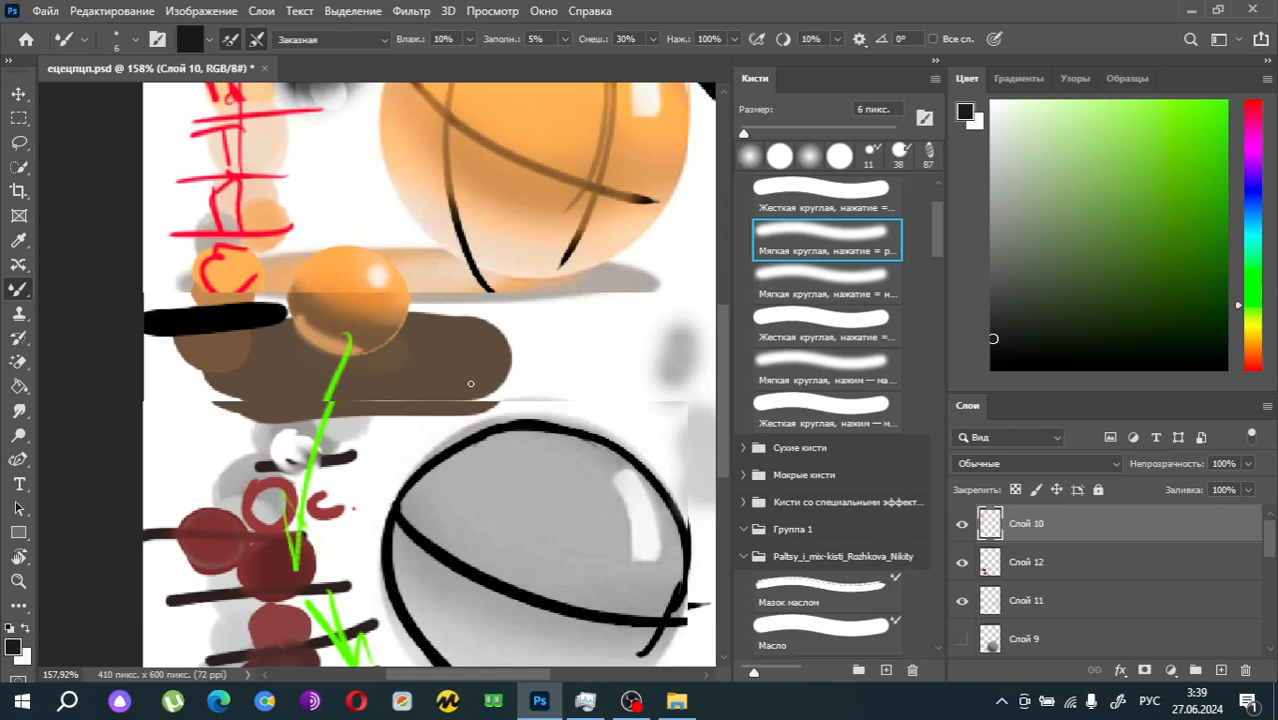 Ps Файл Редактирование Изображение Слои Текст Выделение Фильтр 3D Просмотр Окно Справка
6 Заказная Влаж.: 10% Заполн.: 5% Смеш.: 30% Наж.: 100% 10% 0° Все сл.
ецецпцп.psd @ 158% (Слой 10, RGB/8#) *
Кисти
Размер: 6 пикс.
11 38 87
Жесткая круглая, нажатие =...
Мягкая круглая, нажатие = р...
Мягкая круглая, нажатие = н...
Жесткая круглая, нажатие =...
Мягкая круглая, нажим — ма...
Жесткая круглая, нажим — м...
Сухие кисти
Мокрые кисти
Кисти со специальными эффект...
Группа 1
Paltsy_i_mix-kisti_Rozhkova_Nikity
Мазок маслом
Масло
Цвет Градиенты Узоры Образцы
Слои
Вид
Обычные Непрозрачность: 100%
Закрепить: Заливка: 100%
Слой 10
Слой 12
Слой 11
Слой 9
157,92% 410 пикс. x 600 пикс. (72 ppi)
Ps РУС 3:39
27.06.2024